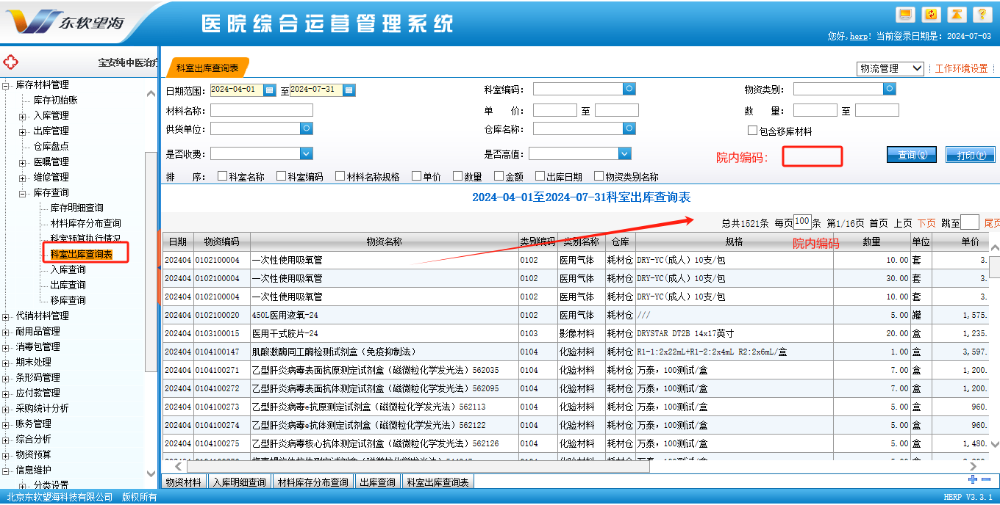 东软望海
医院综合运营管理系统
您好,herp! 当前登录日期是: 2024-07-03
宝安纯中医治疗
科室出库查询表
物流管理
工作环境设置
库存材料管理
库存初始账
入库管理
出库管理
仓库盘点
医嘱管理
维修管理
库存查询
库存明细查询
材料库存分布查询
科室预算执行情况
科室出库查询表
入库查询
出库查询
移库查询
代销材料管理
耐用品管理
消毒包管理
期末处理
条形码管理
应付款管理
采购统计分析
账务管理
综合分析
物资预算
信息维护
分类设置
日期范围: 2024-04-01 至 2024-07-31 科室编码: 物资类别:
材料名称: 单 价: 至 数 量: 至
供货单位: 仓库名称: 包含移库材料
是否收费: 是否高值: 院内编码: 查询(Q) 打印(P)
排 序: 科室名称 科室编码 材料名称规格 单价 数量 金额 出库日期 物资类别名称
2024-04-01至2024-07-31科室出库查询表
总共1521条 每页100条 第1/16页 首页 上页 下页 跳至 尾页
日期 物资编码 物资名称 类别编码 类别名称 仓库 规格 院内编码 数量 单位 单价
202404 0102100004 一次性使用吸氧管 0102 医用气体 耗材仓 DRY-YC(成人) 10支/包 10.00 套 3.
202404 0102100004 一次性使用吸氧管 0102 医用气体 耗材仓 DRY-YC(成人) 10支/包 30.00 套 3.
202404 0102100004 一次性使用吸氧管 0102 医用气体 耗材仓 DRY-YC(成人) 10支/包 10.00 套 3.
202404 0102100020 450L医用液氧-24 0102 医用气体 耗材仓 /// 5.00 罐 1,575.
202404 0103100015 医用干式胶片-24 0103 影像材料 耗材仓 DRYSTAR DT2B 14x17英寸 20.00 盒 1,235.
202404 0104100147 肌酸激酶同工酶检测试剂盒（免疫抑制法） 0104 化验材料 耗材仓 R1-1:2x22mL+R1-2:2x4mL R2:2x6mL/盒 1.00 盒 3,597.
202404 0104100271 乙型肝炎病毒表面抗原测定试剂盒（磁微粒化学发光法）562035 0104 化验材料 耗材仓 万泰，100测试/盒 7.00 盒 1,200.
202404 0104100272 乙型肝炎病毒表面抗体测定试剂盒（磁微粒化学发光法）562095 0104 化验材料 耗材仓 万泰，100测试/盒 7.00 盒 1,200.
202404 0104100273 乙型肝炎病毒e抗原测定试剂盒（磁微粒化学发光法）562113 0104 化验材料 耗材仓 万泰，100测试/盒 5.00 盒 960.
202404 0104100274 乙型肝炎病毒e抗体测定试剂盒（磁微粒化学发光法）562122 0104 化验材料 耗材仓 万泰，100测试/盒 5.00 盒 960.
202404 0104100275 乙型肝炎病毒核心抗体测定试剂盒（磁微粒化学发光法）562126 0104 化验材料 耗材仓 万泰，100测试/盒 5.00 盒 1,480.
物资材料 入库明细查询 材料库存分布查询 出库查询 科室出库查询表
北京东软望海科技有限公司 版权所有
HERP V3.3.1